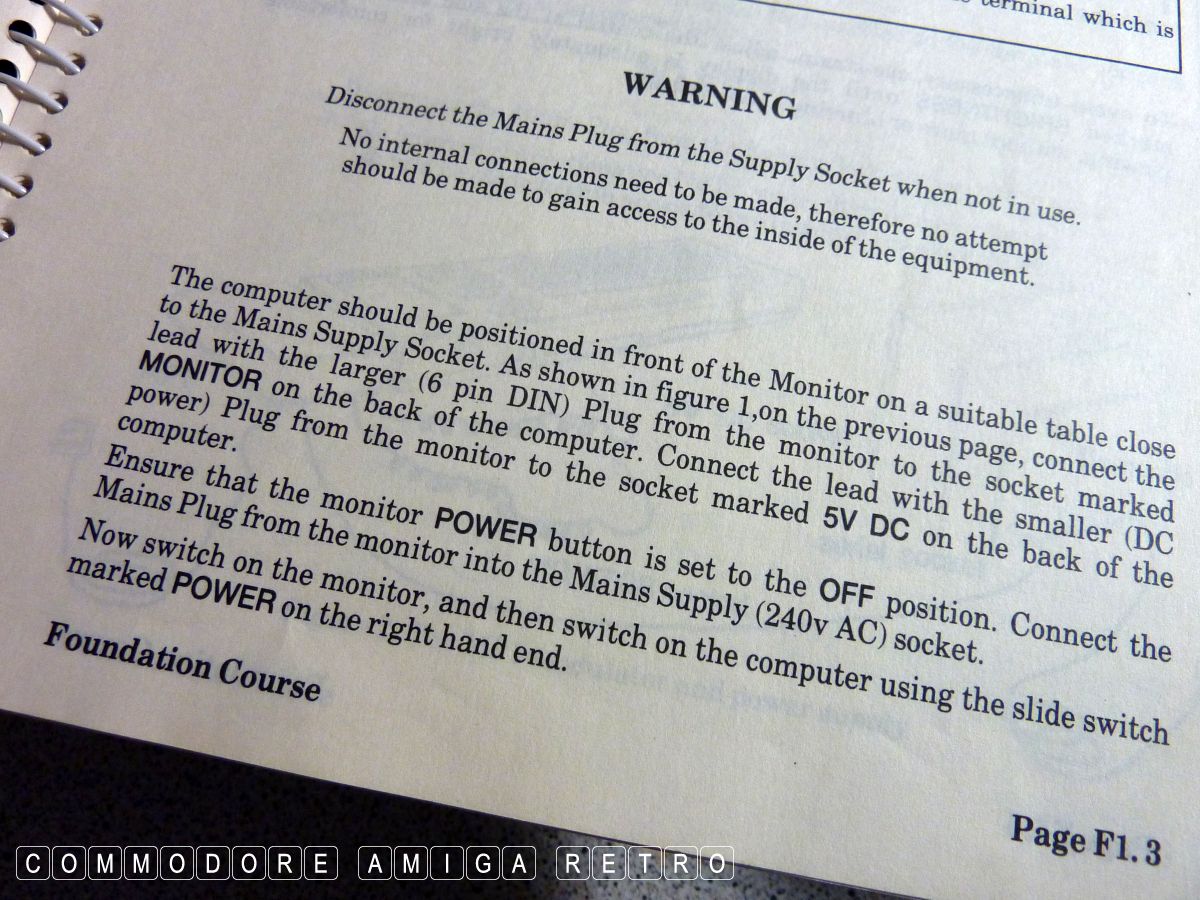 terminal which is
WARNING
Disconnect the Mains Plug from the Supply Socket when not in use.
No internal connections need to be made, therefore no attempt
should be made to gain access to the inside of the equipment.
The computer should be positioned in front of the Monitor on a suitable table close
to the Mains Supply Socket. As shown in figure 1,on the previous page, connect the
lead with the larger (6 pin DIN) Plug from the monitor to the socket marked
MONITOR on the back of the computer. Connect the lead with the smaller (DC
power) Plug from the monitor to the socket marked 5V DC on the back of the
computer.
Ensure that the monitor POWER button is set to the OFF position. Connect the
Mains Plug from the monitor into the Mains Supply (240v AC) socket.
Now switch on the monitor, and then switch on the computer using the slide switch
marked POWER on the right hand end.
Foundation Course
Page F1. 3
COMMODORE AMIGA RETRO